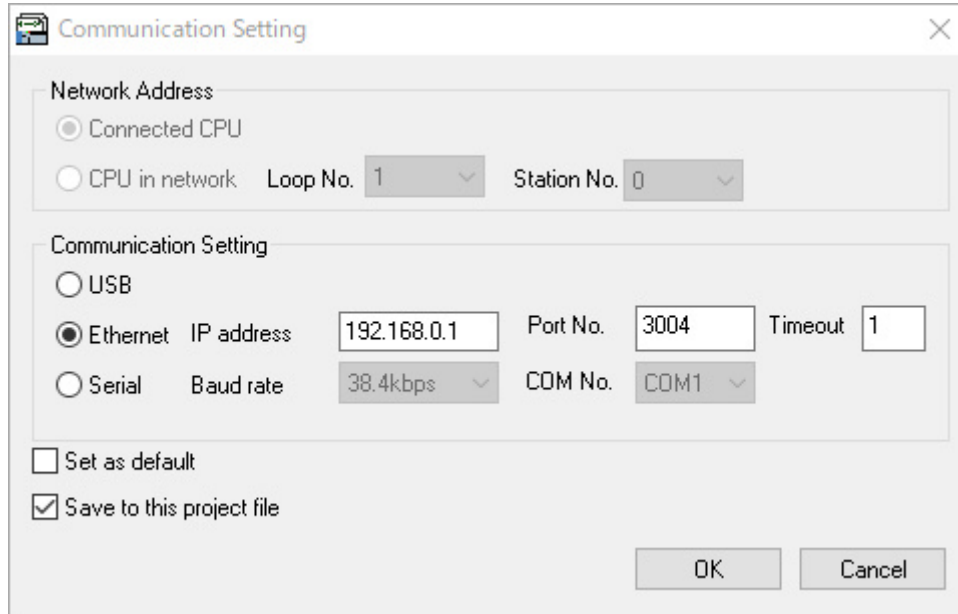 Communication Setting
Network Address
Connected CPU
CPU in network Loop No. 1 Station No. 0
Communication Setting
USB
Ethernet IP address 192.168.0.1 Port No. 3004 Timeout 1
Serial Baud rate 38.4kbps COM No. COM1
Set as default
Save to this project file
OK Cancel